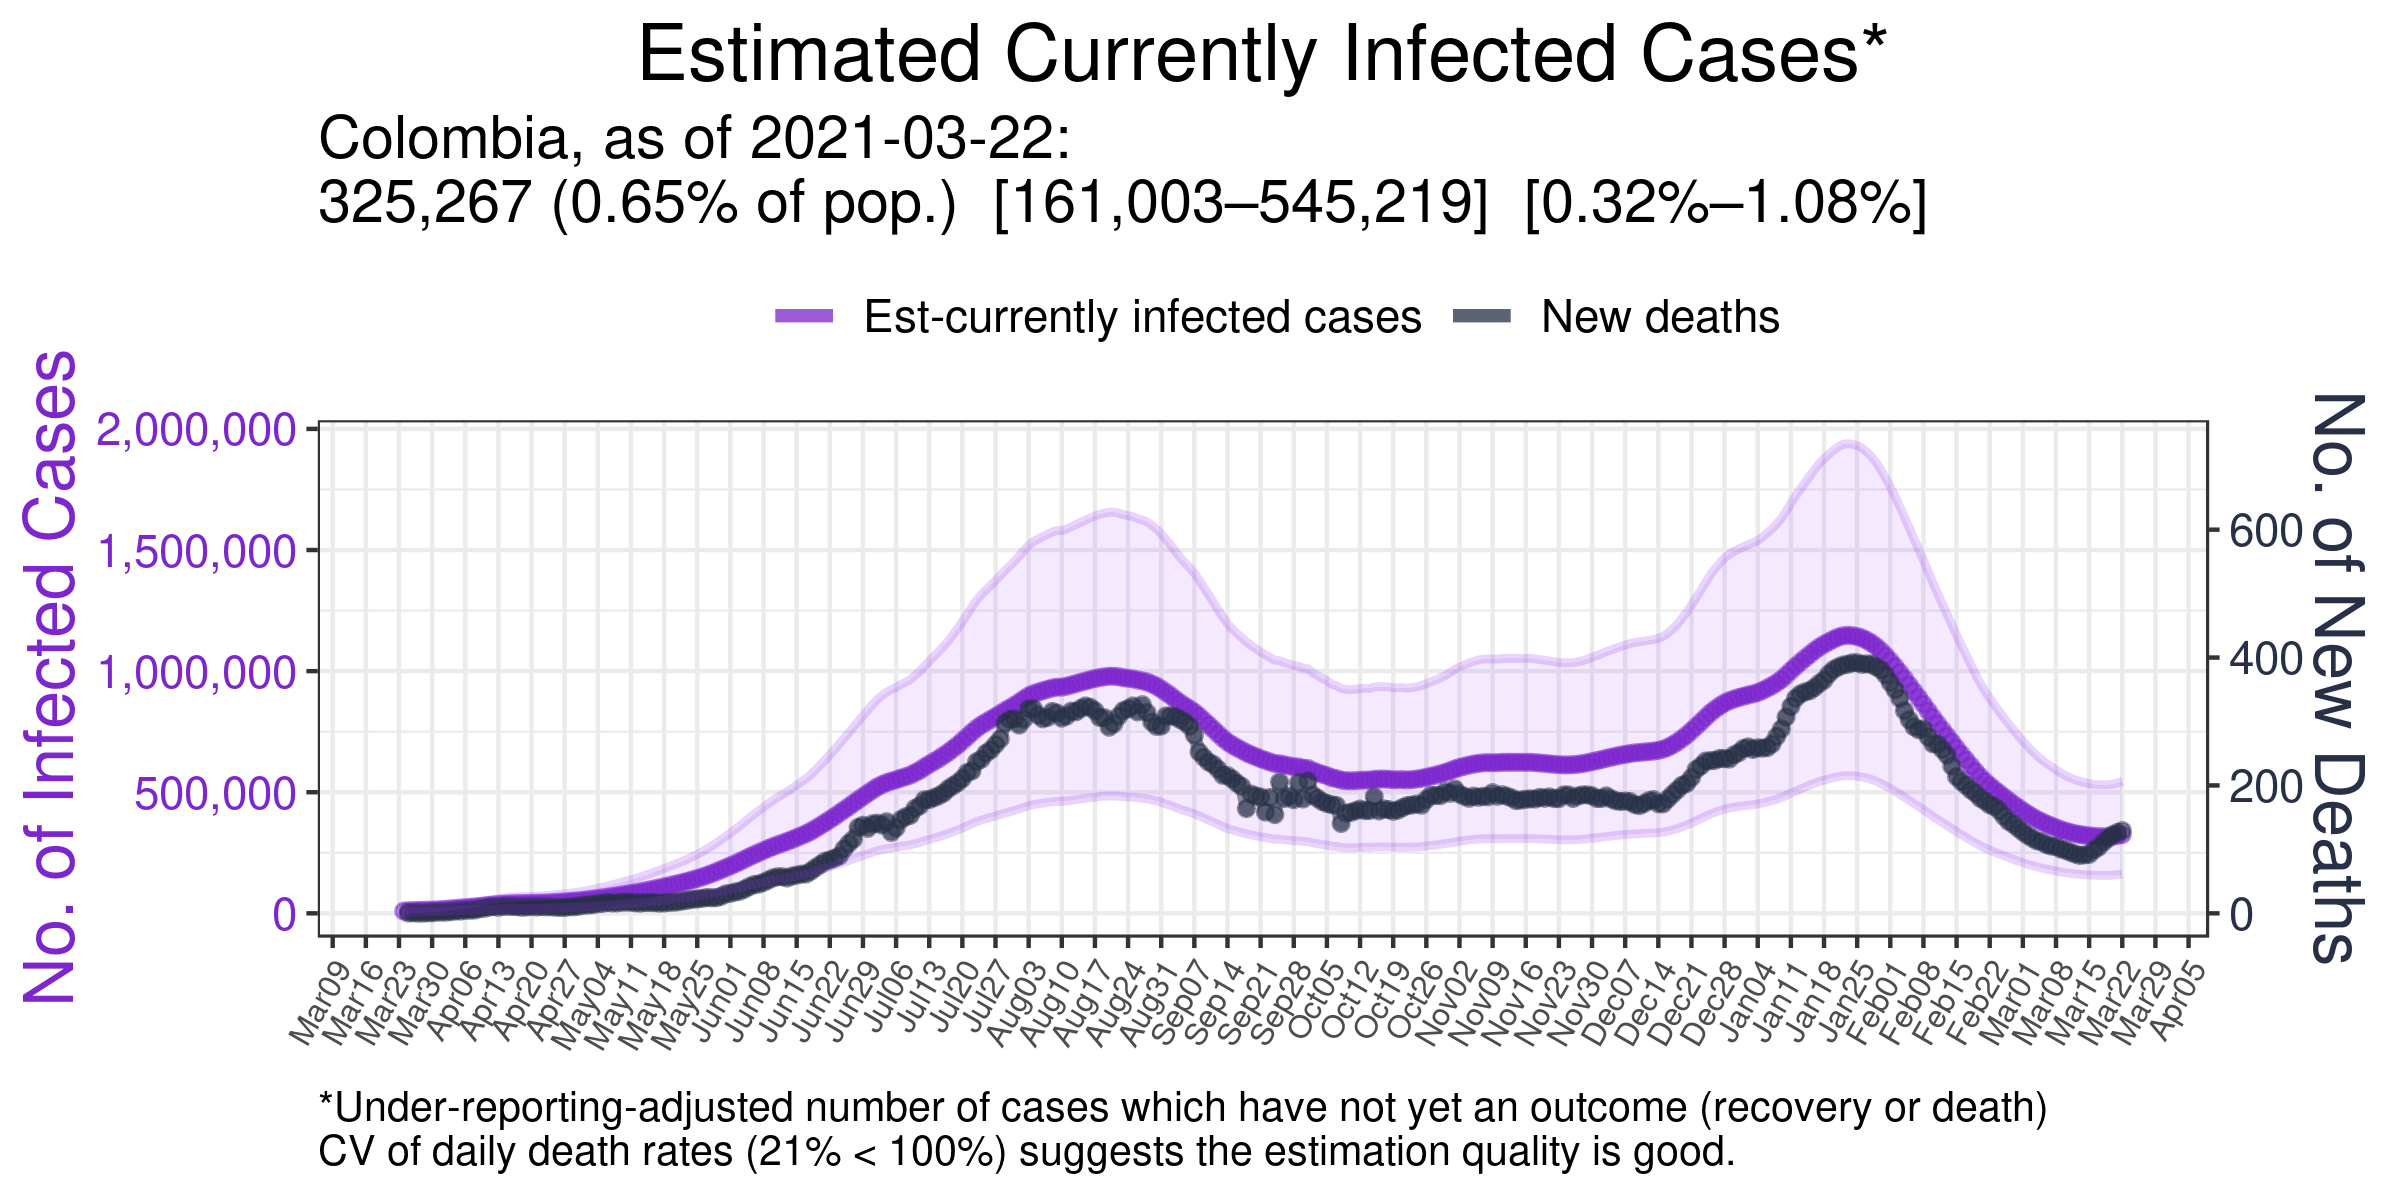 Estimated Currently Infected Cases*
Colombia, as of 2021-03-22:
325,267 (0.65% of pop.) [161,003–545,219] [0.32%–1.08%]
Est-currently infected cases New deaths
No. of Infected Cases
2,000,000
1,500,000
1,000,000
500,000
0
600
400
200
0
No. of New Deaths
Mar09 Mar16 Mar23 Mar30 Apr06 Apr13 Apr20 Apr27 May04 May11 May18 May25 Jun01 Jun08 Jun15 Jun22 Jun29 Jul06 Jul13 Jul20 Jul27 Aug03 Aug10 Aug17 Aug24 Aug31 Sep07 Sep14 Sep21 Sep28 Oct05 Oct12 Oct19 Oct26 Nov02 Nov09 Nov16 Nov23 Nov30 Dec07 Dec14 Dec21 Dec28 Jan04 Jan11 Jan18 Jan25 Feb01 Feb08 Feb15 Feb22 Mar01 Mar08 Mar15 Mar22 Mar29 Apr05
*Under-reporting-adjusted number of cases which have not yet an outcome (recovery or death)
CV of daily death rates (21% < 100%) suggests the estimation quality is good.